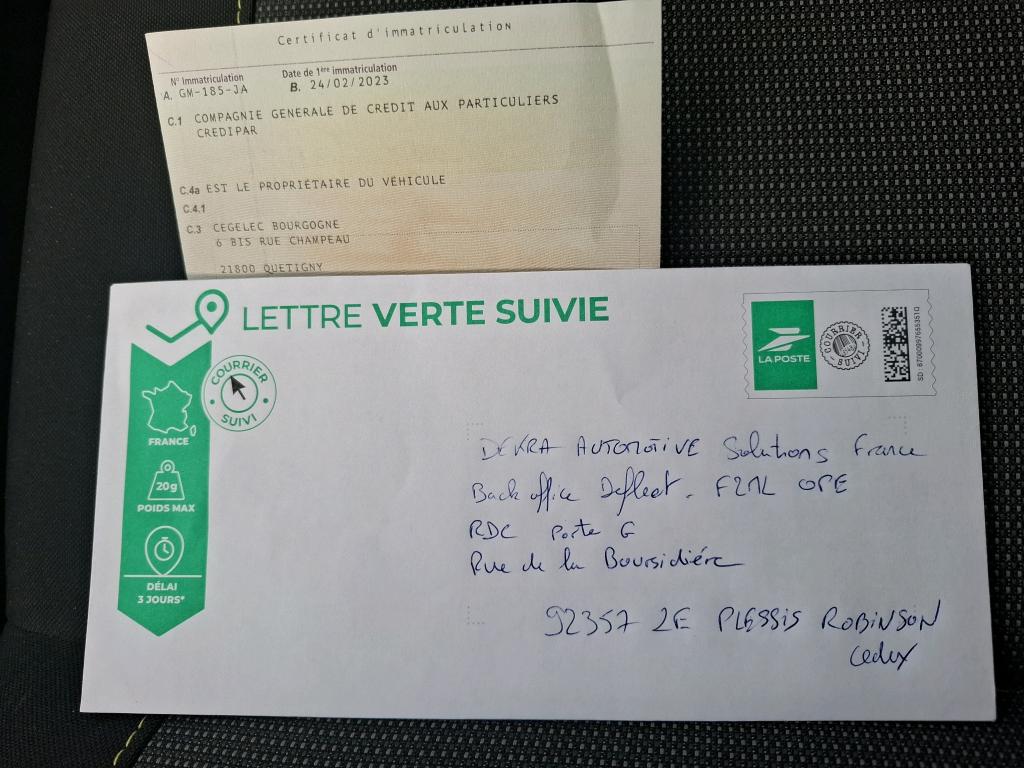 Certificat d'immatriculation
N° Immatriculation
A. GM-185-JA
Date de 1ère immatriculation
B. 24/02/2023
C.1 COMPAGNIE GENERALE DE CREDIT AUX PARTICULIERS
CREDIPAR
C.4a EST LE PROPRIÉTAIRE DU VÉHICULE
C.4.1
C.3 CEGELEC BOURGOGNE
6 BIS RUE CHAMPEAU
21800 QUETIGNY
LETTRE VERTE SUIVIE
COURRIER
SUIVI
FRANCE
20g
POIDS MAX
DÉLAI
3 JOURS*
LA POSTE
COURRIER
SUIVI
DEKRA AUTOMOTIVE Solutions France
Back office Defleet. F2ML OPE
RDC Porte G
Rue de la Boursidière
92357 LE PLESSIS ROBINSON
Cedex